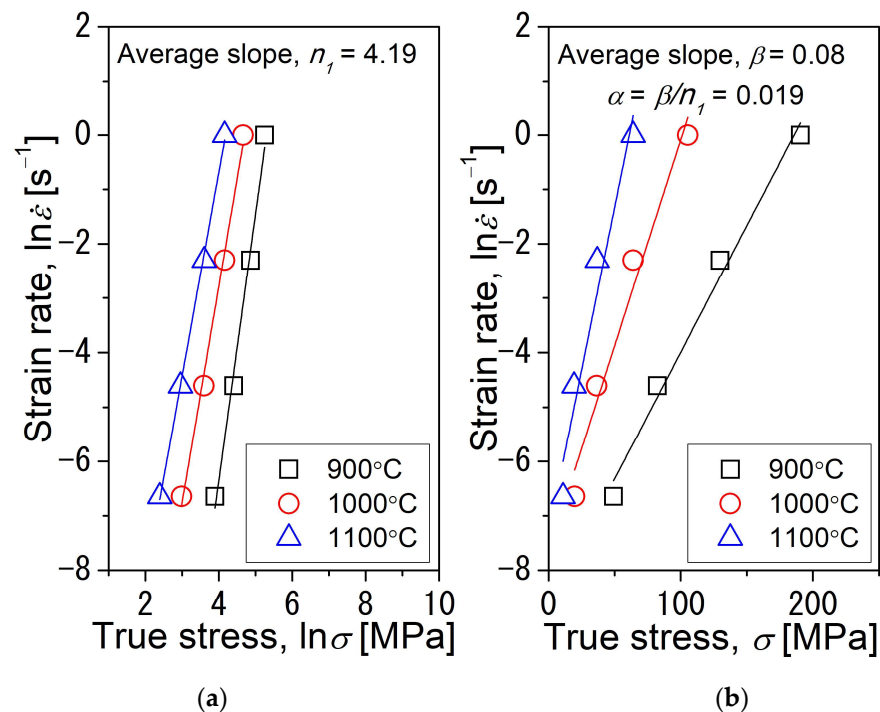 Average slope, n₁ = 4.19
Strain rate, lnε̇ [s⁻¹]
2
0
−2
−4
−6
−8
900°C
1000°C
1100°C
2 4 6 8 10
True stress, lnσ [MPa]
(a)
Average slope, β = 0.08
α = β/n₁ = 0.019
Strain rate, lnε̇ [s⁻¹]
2
0
−2
−4
−6
−8
900°C
1000°C
1100°C
0 100 200
True stress, σ [MPa]
(b)